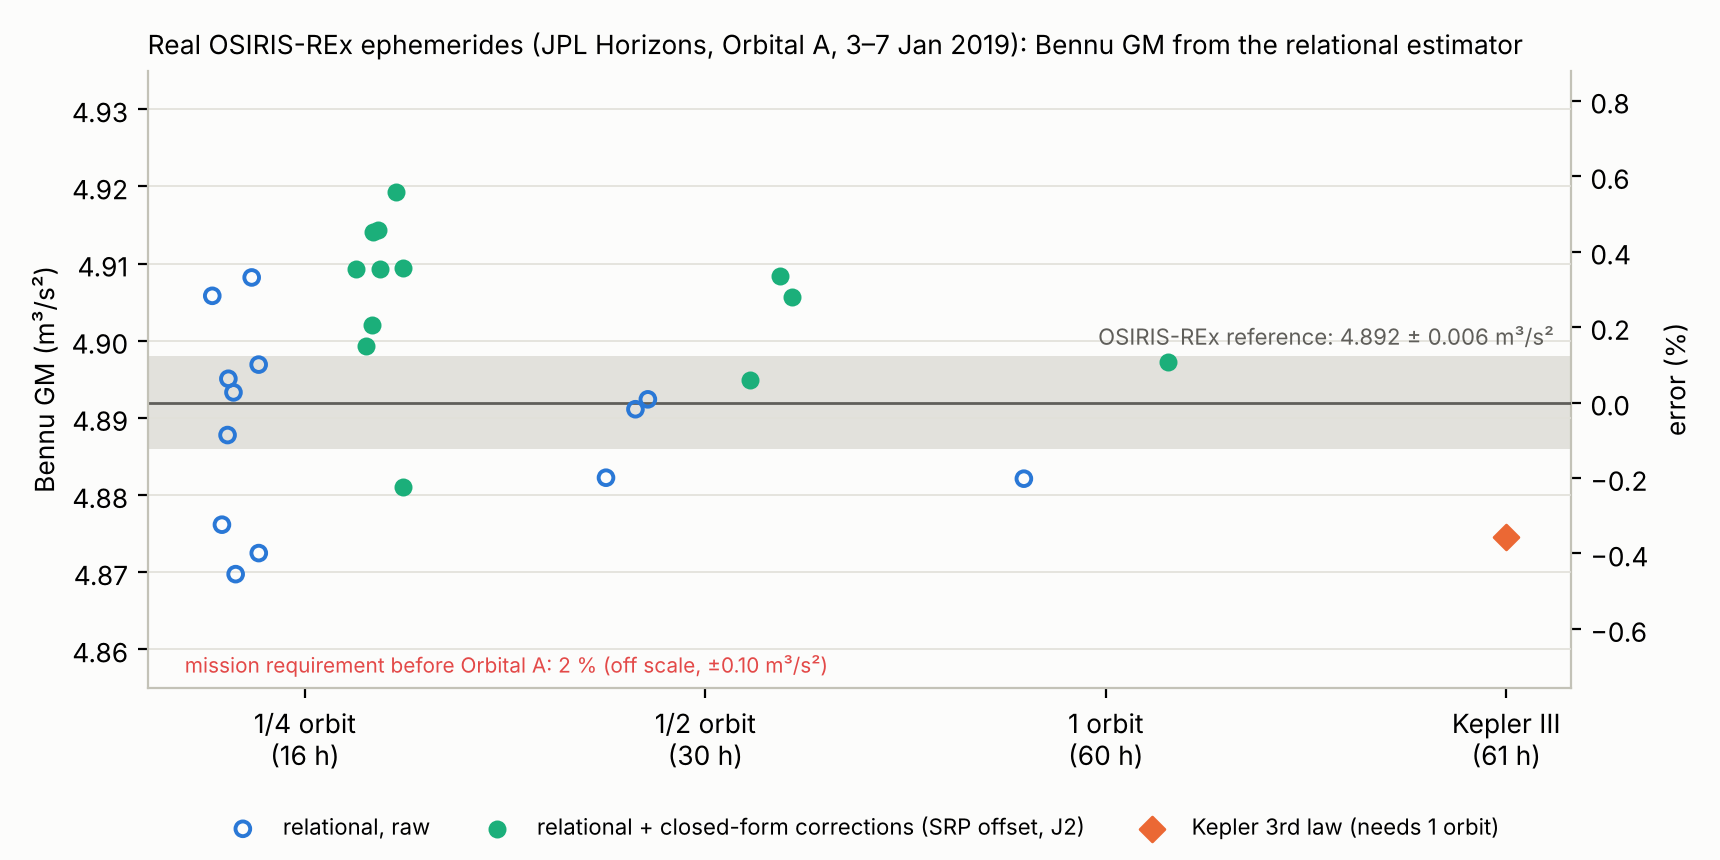 Real OSIRIS-REx ephemerides (JPL Horizons, Orbital A, 3–7 Jan 2019): Bennu GM from the relational estimator
Bennu GM (m³/s²)
4.93
4.92
4.91
4.90
4.89
4.88
4.87
4.86
OSIRIS-REx reference: 4.892 ± 0.006 m³/s²
mission requirement before Orbital A: 2 % (off scale, ±0.10 m³/s²)
0.8
0.6
0.4
0.2
0.0
−0.2
−0.4
−0.6
error (%)
1/4 orbit
(16 h)
1/2 orbit
(30 h)
1 orbit
(60 h)
Kepler III
(61 h)
relational, raw
relational + closed-form corrections (SRP offset, J2)
Kepler 3rd law (needs 1 orbit)